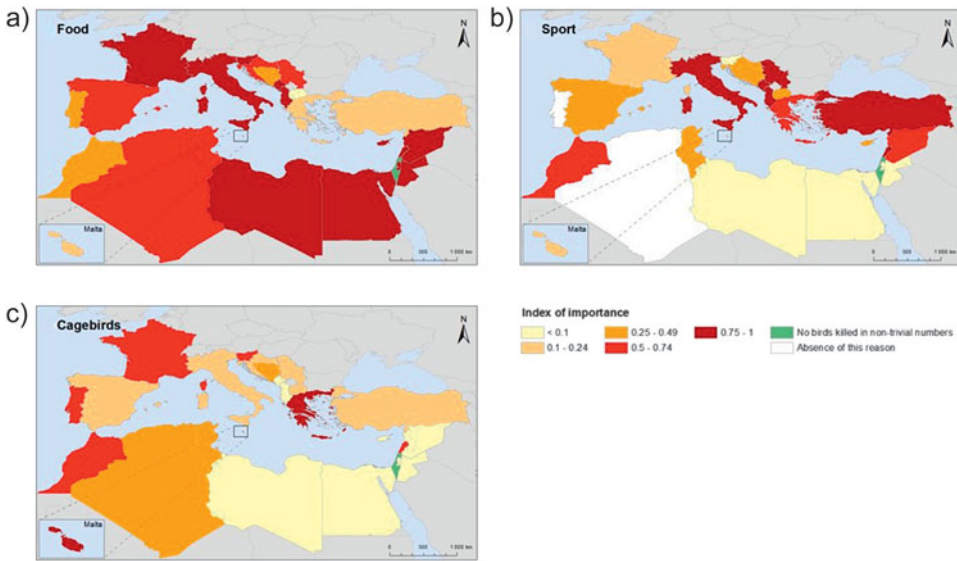 a)
Food
N
Malta
0 500 1 000 km
b)
Sport
N
Malta
0 500 1 000 km
c)
Cagebirds
N
Malta
0 500 1 000 km
Index of importance
< 0.1
0.25 - 0.49
0.75 - 1
No birds killed in non-trivial numbers
0.1 - 0.24
0.5 - 0.74
Absence of this reason